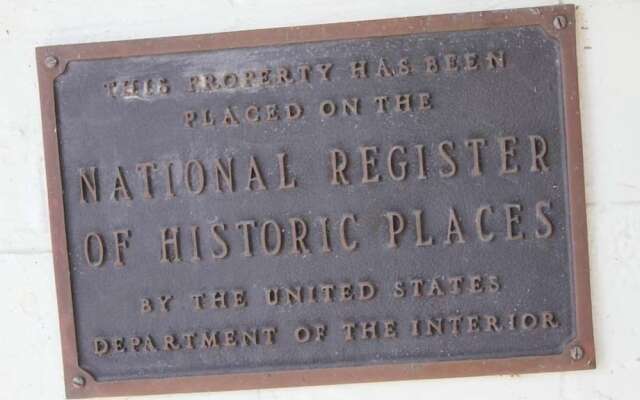 THIS PROPERTY HAS BEEN
PLACED ON THE
NATIONAL REGISTER
OF HISTORIC PLACES
BY THE UNITED STATES
DEPARTMENT OF THE INTERIOR